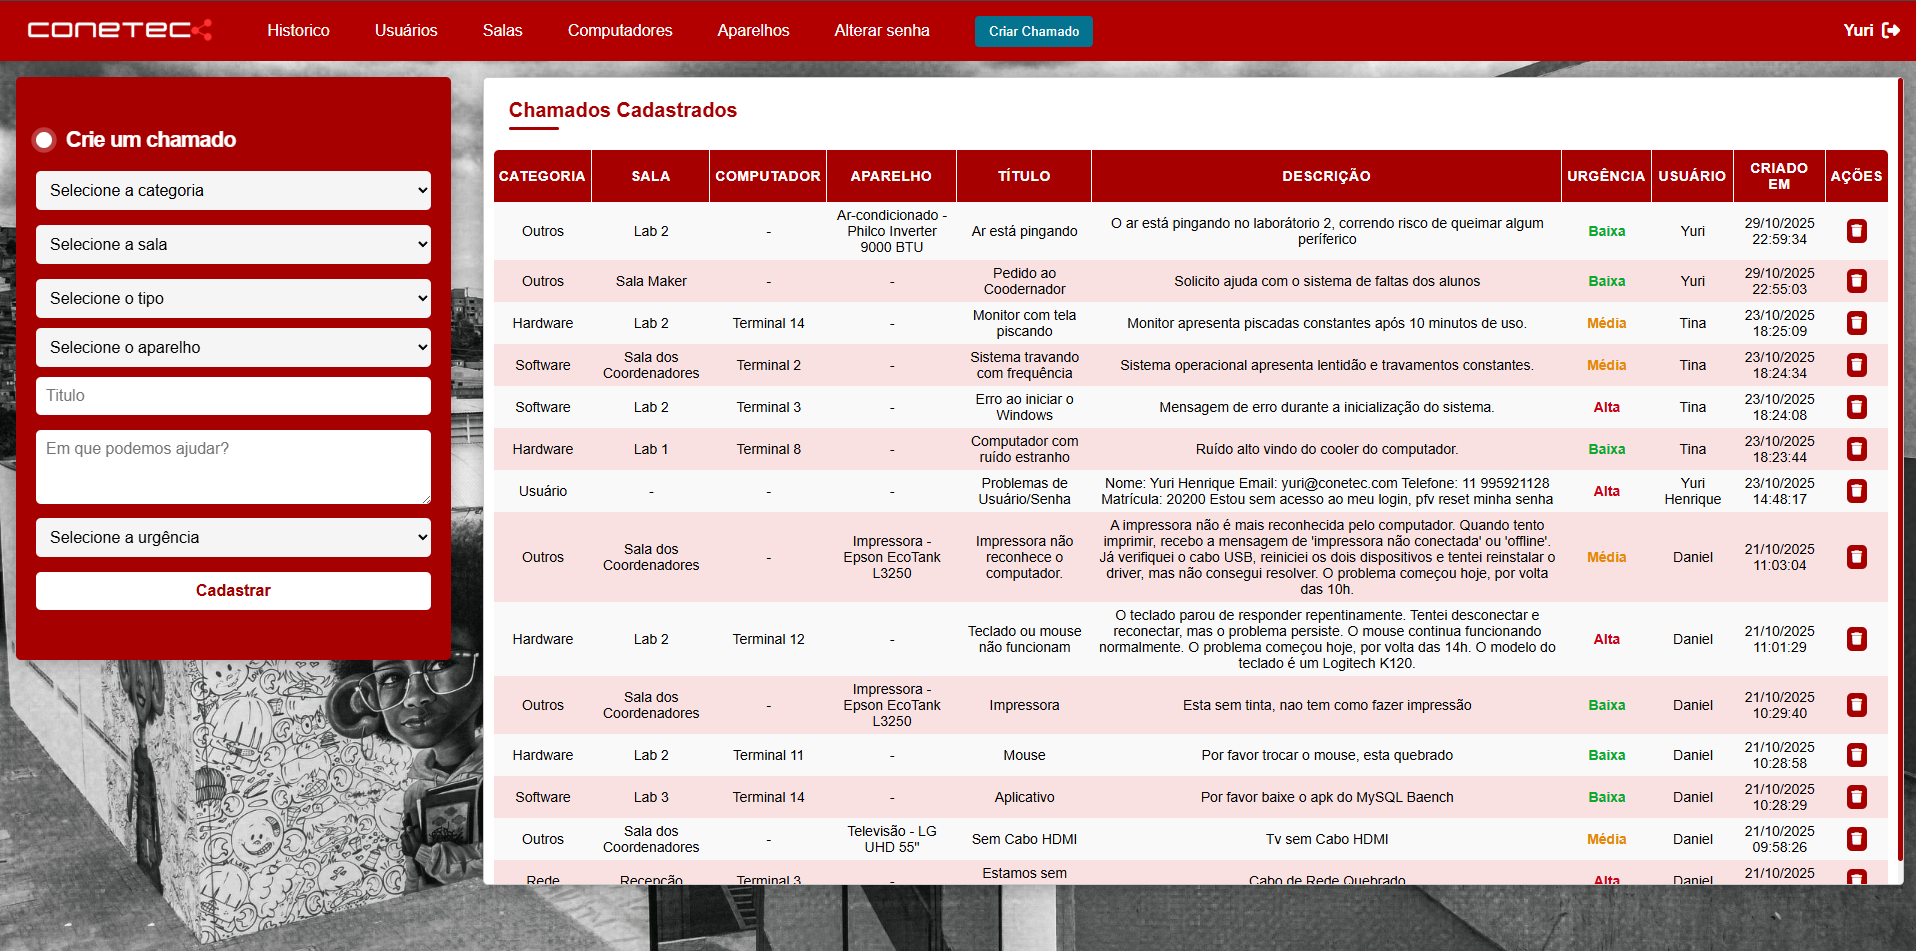 CONETEC
Historico
Usuários
Salas
Computadores
Aparelhos
Alterar senha
Criar Chamado
Yuri
Crie um chamado
Selecione a categoria
Selecione a sala
Selecione o tipo
Selecione o aparelho
Titulo
Em que podemos ajudar?
Selecione a urgência
Cadastrar
Chamados Cadastrados
CATEGORIA SALA COMPUTADOR APARELHO TÍTULO DESCRIÇÃO URGÊNCIA USUÁRIO CRIADO EM AÇÕES
Outros Lab 2 - Ar-condicionado - Philco Inverter 9000 BTU Ar está pingando O ar está pingando no laborátorio 2, correndo risco de queimar algum períferico Baixa Yuri 29/10/2025 22:59:34
Outros Sala Maker - - Pedido ao Coodernador Solicito ajuda com o sistema de faltas dos alunos Baixa Yuri 29/10/2025 22:55:03
Hardware Lab 2 Terminal 14 - Monitor com tela piscando Monitor apresenta piscadas constantes após 10 minutos de uso. Média Tina 23/10/2025 18:25:09
Software Sala dos Coordenadores Terminal 2 - Sistema travando com frequência Sistema operacional apresenta lentidão e travamentos constantes. Média Tina 23/10/2025 18:24:34
Software Lab 2 Terminal 3 - Erro ao iniciar o Windows Mensagem de erro durante a inicialização do sistema. Alta Tina 23/10/2025 18:24:08
Hardware Lab 1 Terminal 8 - Computador com ruído estranho Ruído alto vindo do cooler do computador. Baixa Tina 23/10/2025 18:23:44
Usuário - - - Problemas de Usuário/Senha Nome: Yuri Henrique Email: yuri@conetec.com Telefone: 11 995921128 Matrícula: 20200 Estou sem acesso ao meu login, pfv reset minha senha Alta Yuri Henrique 23/10/2025 14:48:17
Outros Sala dos Coordenadores - Impressora - Epson EcoTank L3250 Impressora não reconhece o computador. A impressora não é mais reconhecida pelo computador. Quando tento imprimir, recebo a mensagem de 'impressora não conectada' ou 'offline'. Já verifiquei o cabo USB, reiniciei os dois dispositivos e tentei reinstalar o driver, mas não consegui resolver. O problema começou hoje, por volta das 10h. Média Daniel 21/10/2025 11:03:04
Hardware Lab 2 Terminal 12 - Teclado ou mouse não funcionam O teclado parou de responder repentinamente. Tentei desconectar e reconectar, mas o problema persiste. O mouse continua funcionando normalmente. O problema começou hoje, por volta das 14h. O modelo do teclado é um Logitech K120. Alta Daniel 21/10/2025 11:01:29
Outros Sala dos Coordenadores - Impressora - Epson EcoTank L3250 Impressora Esta sem tinta, nao tem como fazer impressão Baixa Daniel 21/10/2025 10:29:40
Hardware Lab 2 Terminal 11 - Mouse Por favor trocar o mouse, esta quebrado Baixa Daniel 21/10/2025 10:28:58
Software Lab 3 Terminal 14 - Aplicativo Por favor baixe o apk do MySQL Baench Baixa Daniel 21/10/2025 10:28:29
Outros Sala dos Coordenadores - Televisão - LG UHD 55" Sem Cabo HDMI Tv sem Cabo HDMI Média Daniel 21/10/2025 09:58:26
Rede Recepção Terminal 3 - Estamos sem Cabo de Rede Quebrado Alta Daniel 21/10/2025